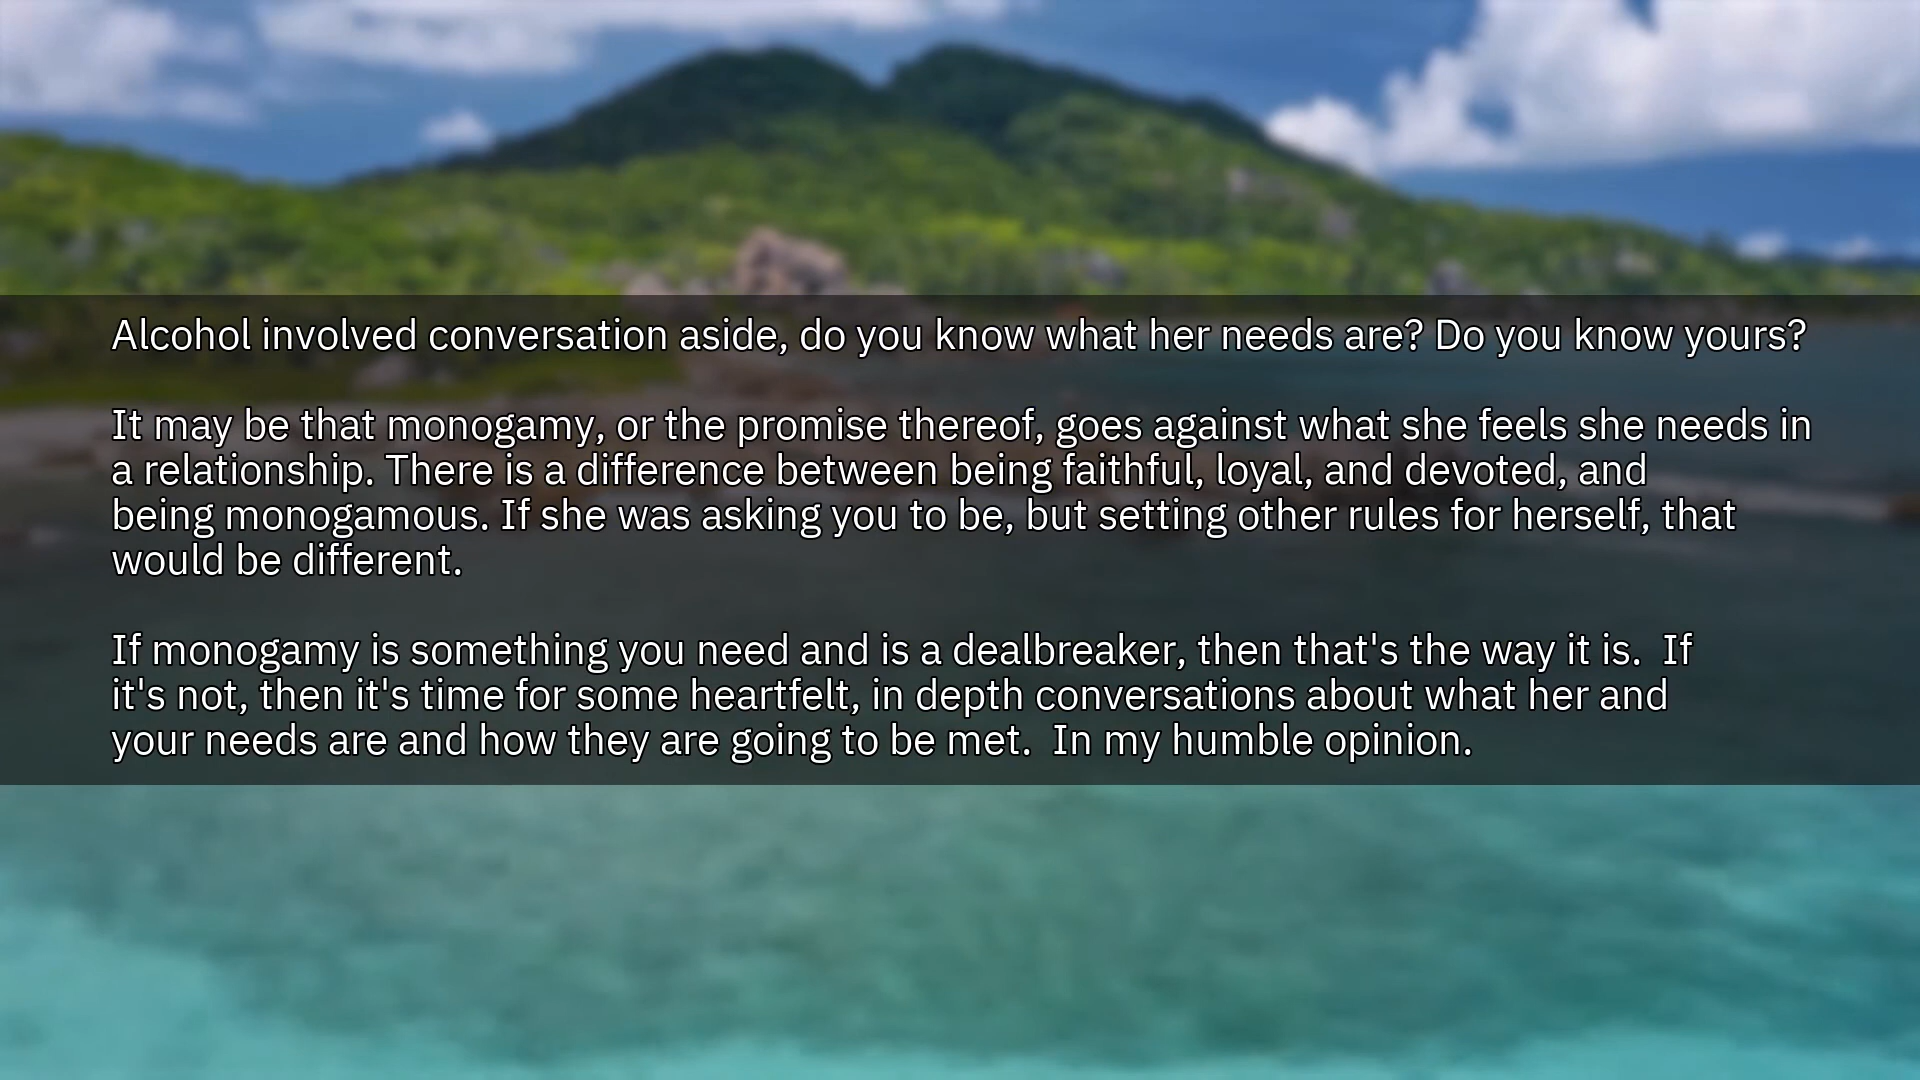 Alcohol involved conversation aside, do you know what her needs are? Do you know yours?
It may be that monogamy, or the promise thereof, goes against what she feels she needs in
a relationship. There is a difference between being faithful, loyal, and devoted, and
being monogamous. If she was asking you to be, but setting other rules for herself, that
would be different.
If monogamy is something you need and is a dealbreaker, then that's the way it is.  If
it's not, then it's time for some heartfelt, in depth conversations about what her and
your needs are and how they are going to be met.  In my humble opinion.